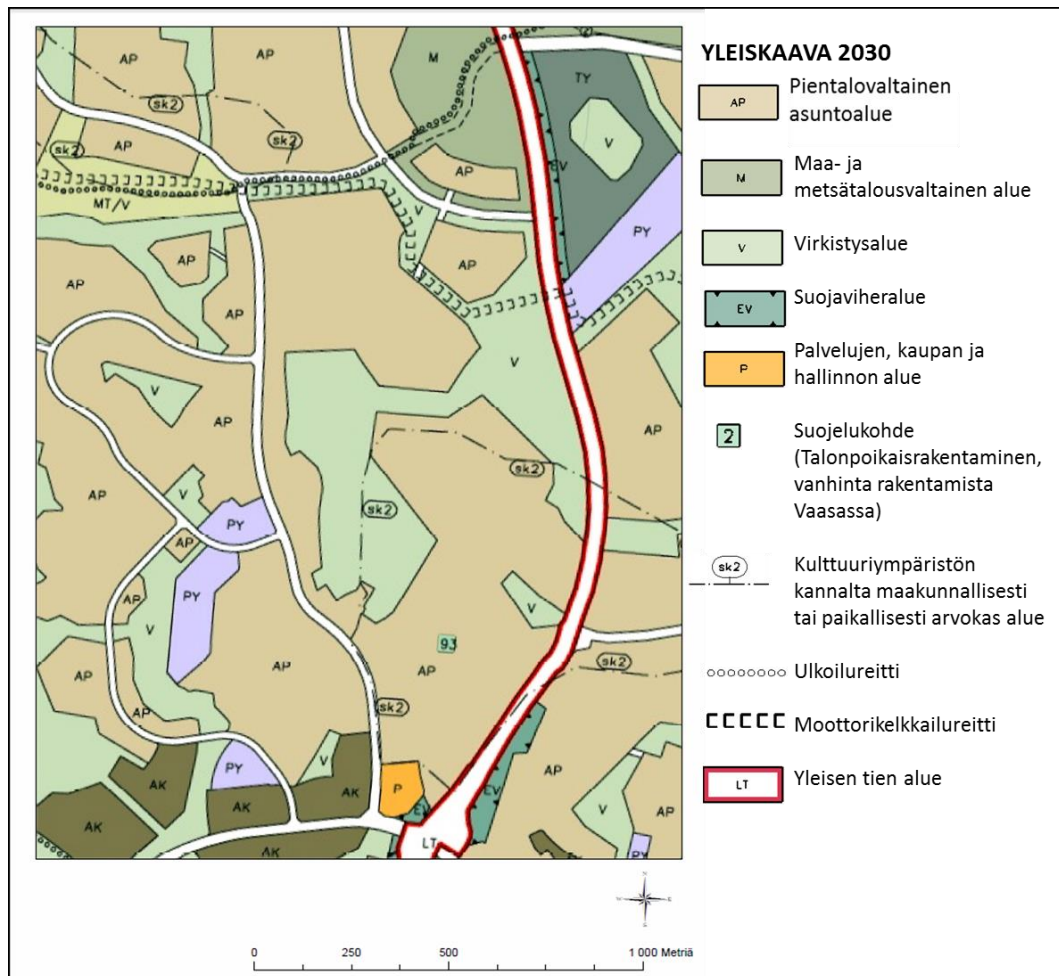 YLEISKAAVA 2030
AP
Pientalovaltainen
asuntoalue
M
Maa- ja
metsätalousvaltainen alue
V
Virkistysalue
EV
Suojaviheralue
P
Palvelujen, kaupan ja
hallinnon alue
2
Suojelukohde
(Talonpoikaisrakentaminen,
vanhinta rakentamista
Vaasassa)
sk2
Kulttuuriympäristön
kannalta maakunnallisesti
tai paikallisesti arvokas alue
Ulkoilureitti
Moottorikelkkailureitti
LT
Yleisen tien alue
AP
AP
M
TY
sk2
sk2
AP
sk2
V
EV
AP
MT/V
V
PY
AP
AP
AP
AP
V
V
AP
AP
sk2
AP
V
sk2
PY
AP
PY
AP
V
V
93
AP
AP
AP
sk2
AP
sk2
AK
PY
V
P
EV
EV
AP
V
AP
AK
AK
AK
AK
LT
PY
0
500
1 000 Metriä